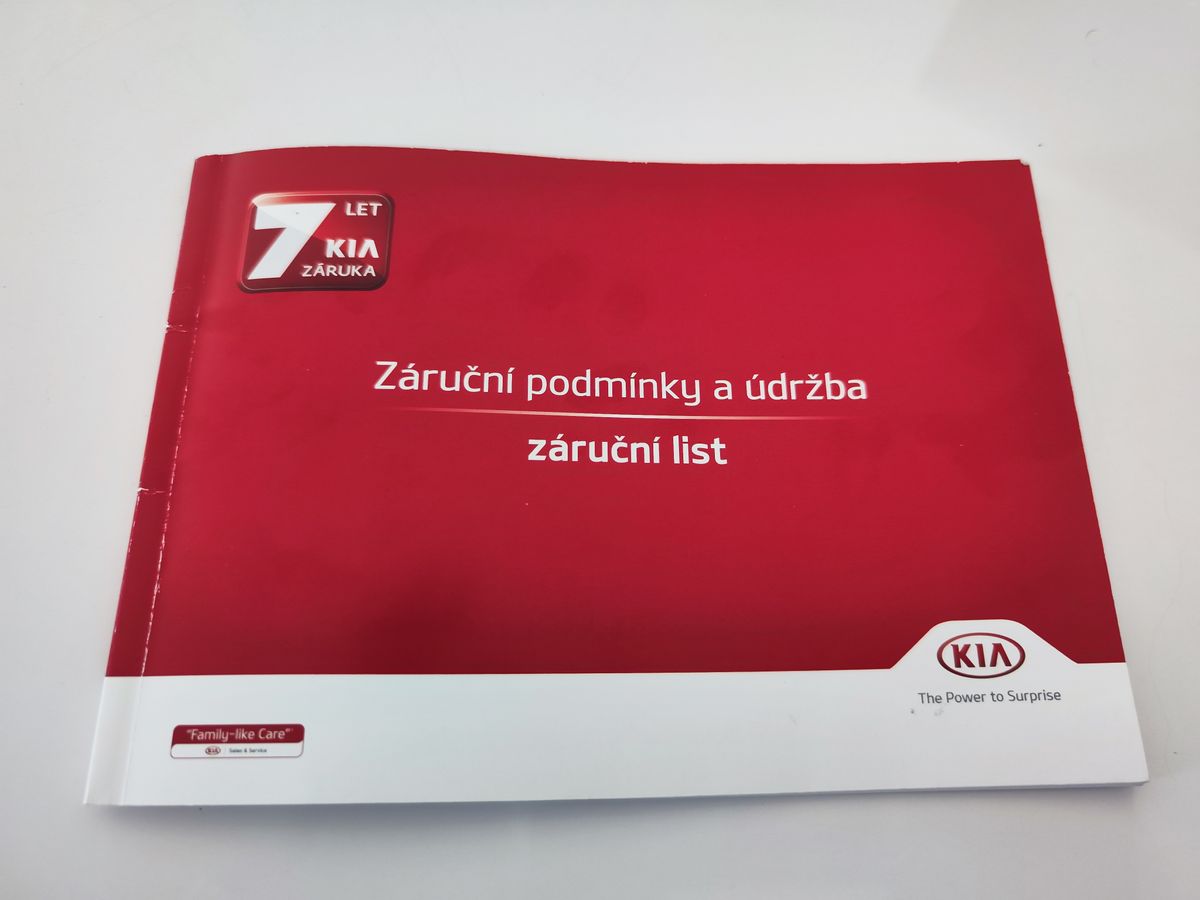 7 LET
KIA
ZÁRUKA
Záruční podmínky a údržba
záruční list
KIA
The Power to Surprise
"Family-like Care"
KIA Sales & Service